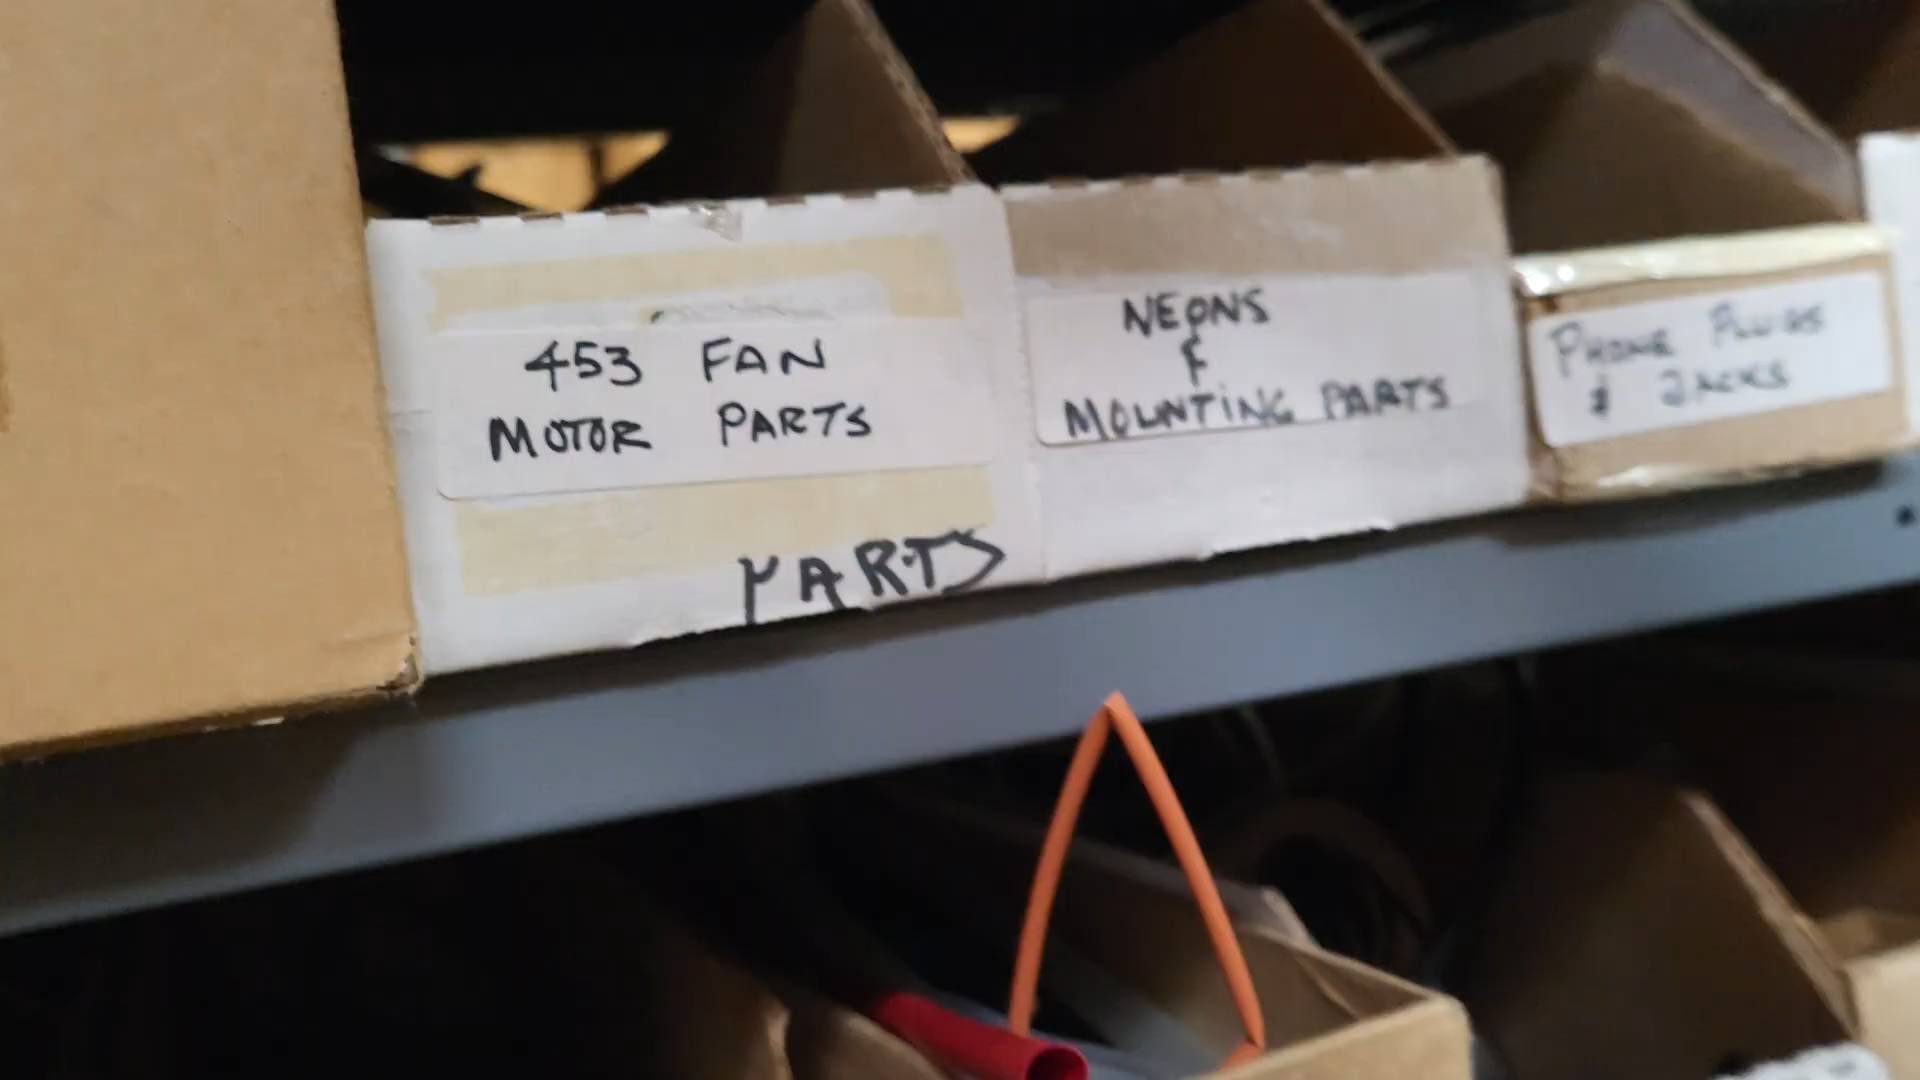 453 FAN
MOTOR PARTS
PARTS
NEONS
&
MOUNTING PARTS
PHONE PLUGS
& JACKS